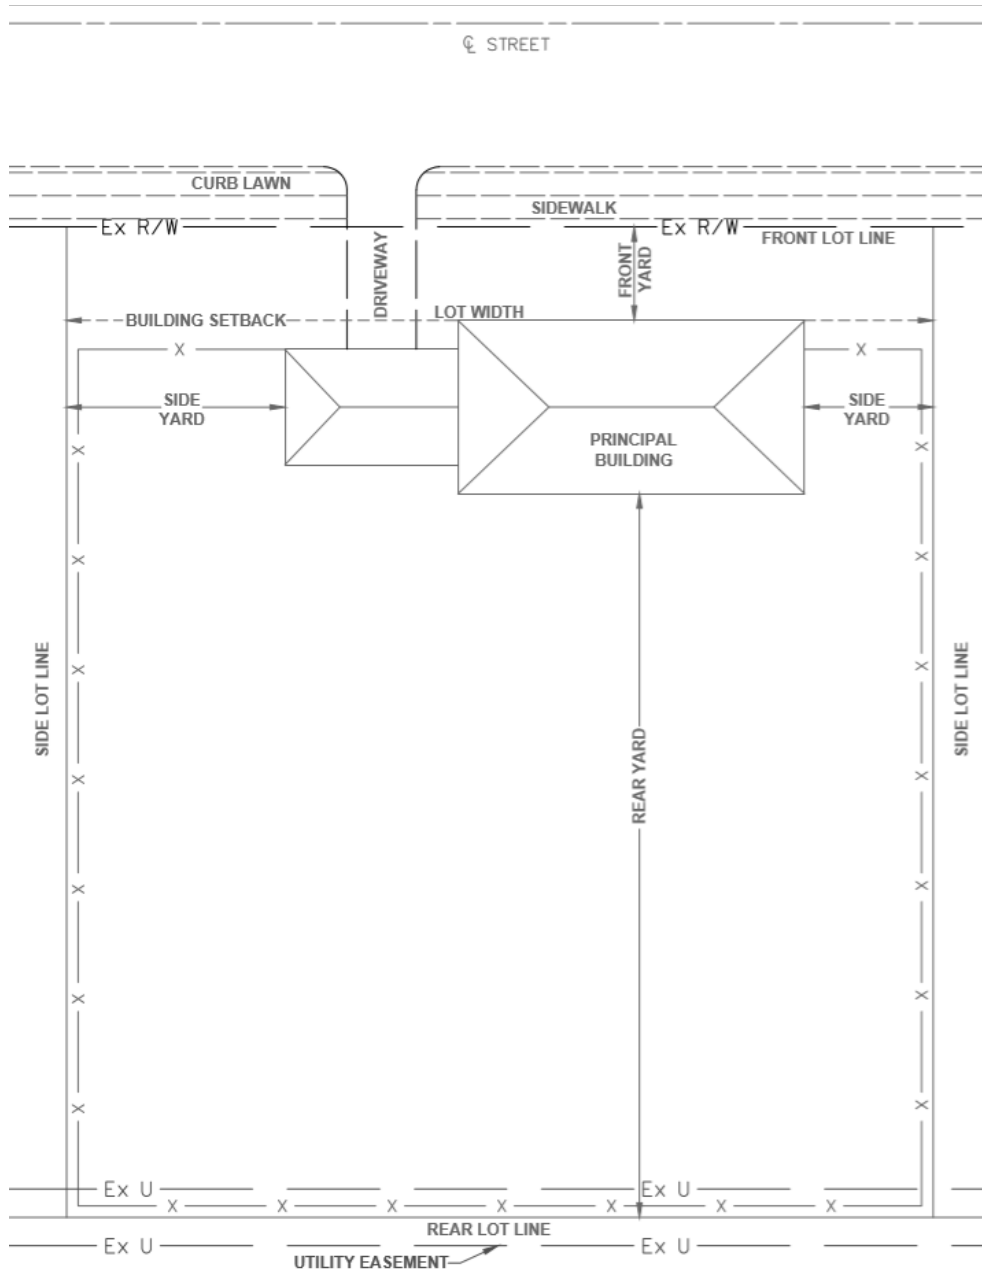 ℄ STREET
CURB LAWN
SIDEWALK
Ex R/W
Ex R/W
FRONT LOT LINE
DRIVEWAY
FRONT
YARD
LOT WIDTH
BUILDING SETBACK
X
X
SIDE
YARD
SIDE
YARD
PRINCIPAL
BUILDING
X
X
X
X
X
X
SIDE LOT LINE
SIDE LOT LINE
REAR YARD
X
X
X
X
X
X
X
X
Ex U
Ex U
X
X
X
X
X
X
X
REAR LOT LINE
Ex U
Ex U
UTILITY EASEMENT